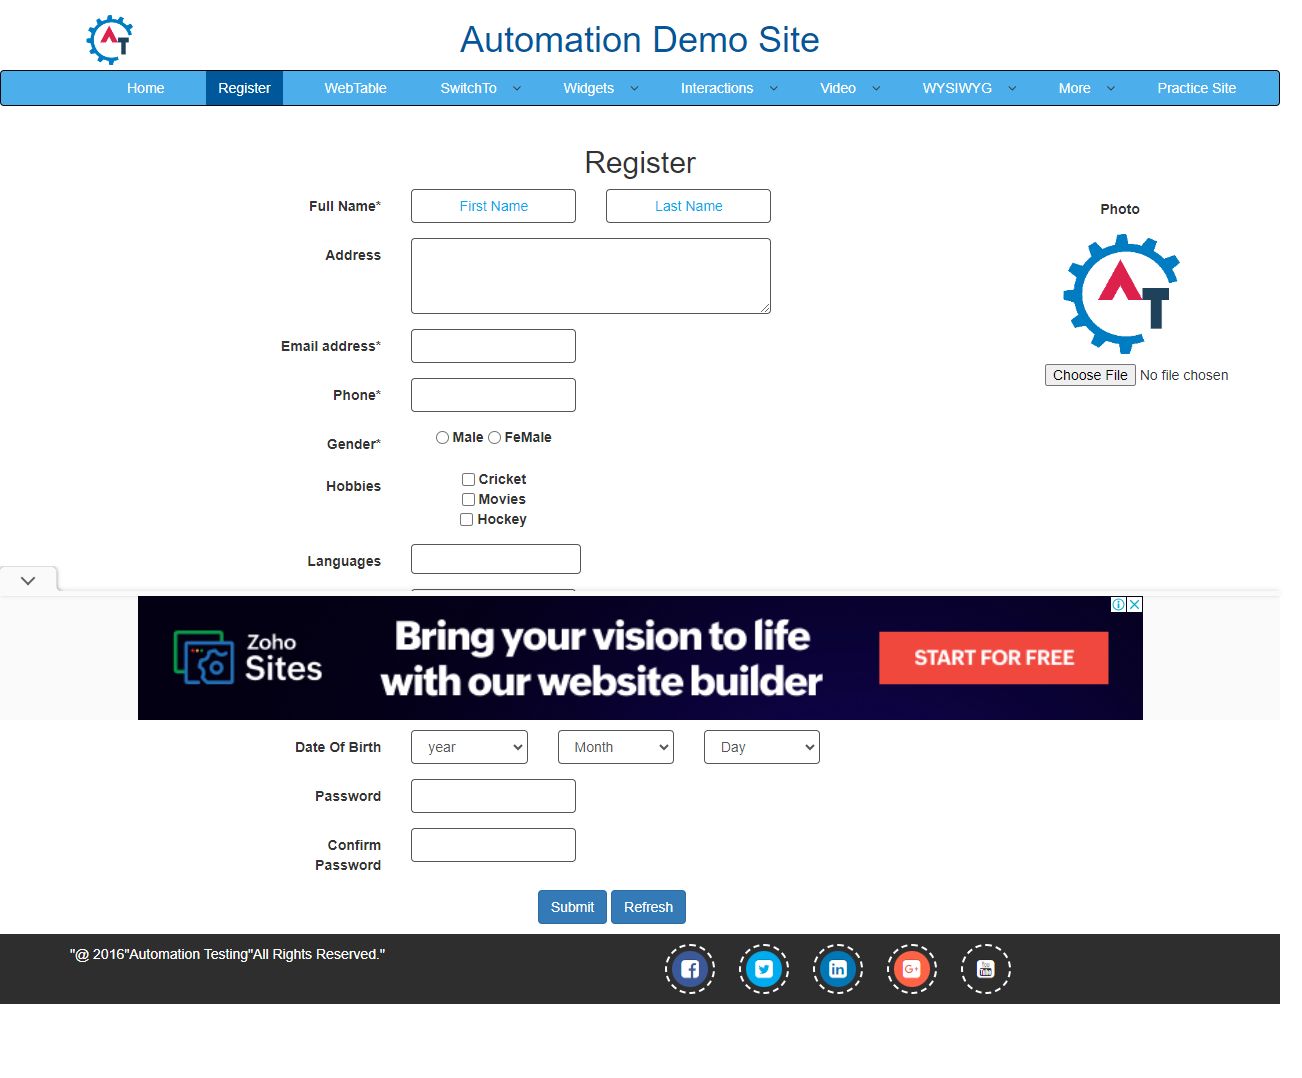 Automation Demo Site
Home Register WebTable SwitchTo Widgets Interactions Video WYSIWYG More Practice Site
Register
Full Name* First Name Last Name
Photo
Address
AT
Email address*
Phone*
Choose File No file chosen
Gender* Male FeMale
Hobbies
Cricket
Movies
Hockey
Languages
Zoho Sites
Bring your vision to life
with our website builder
START FOR FREE
Date Of Birth year Month Day
Password
Confirm
Password
Submit Refresh
"@ 2016"Automation Testing"All Rights Reserved."